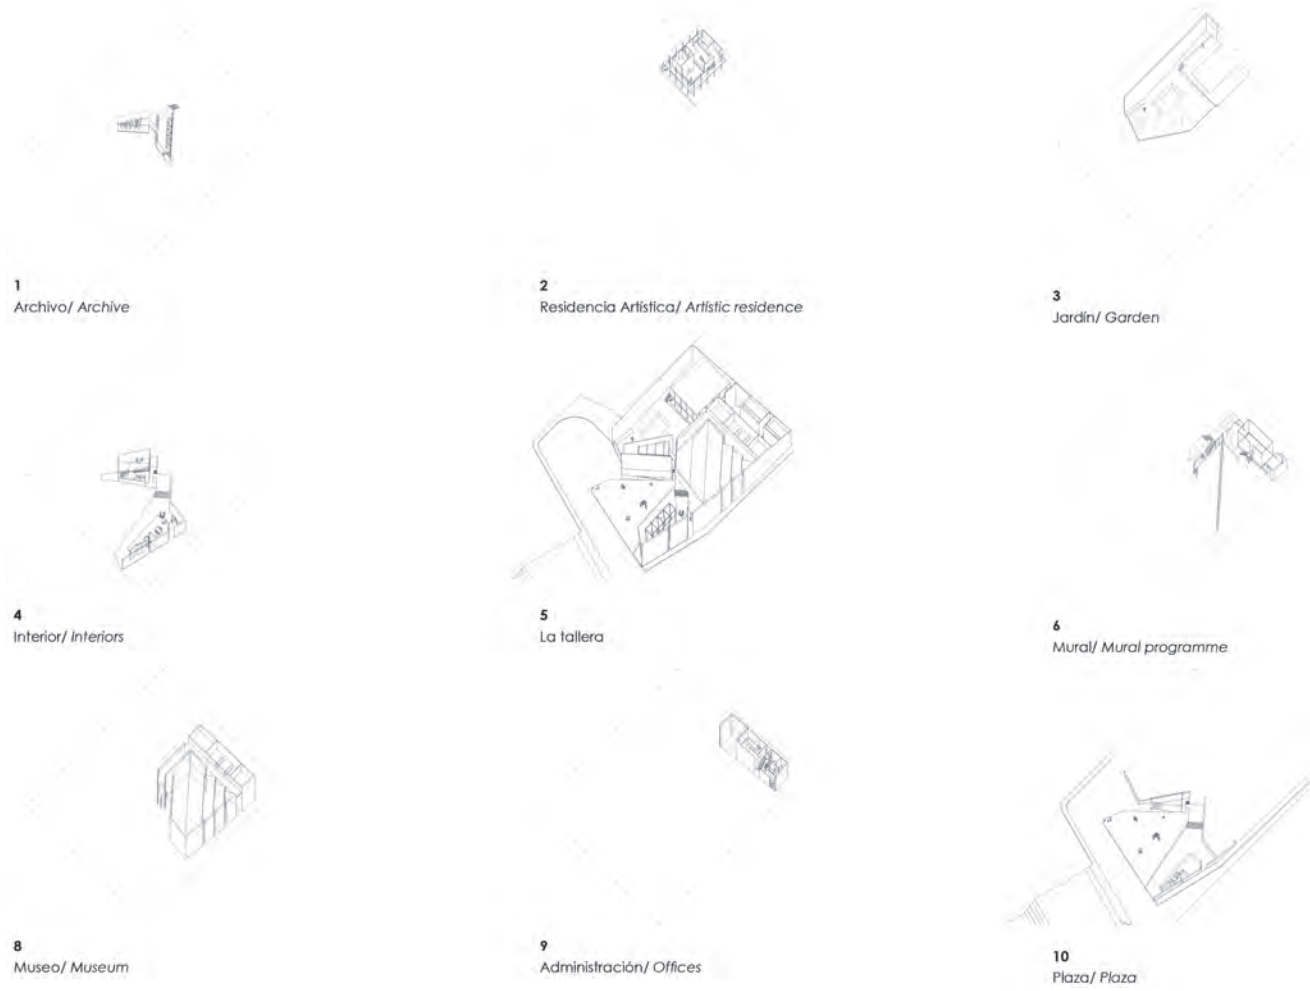 1
Archivo/ Archive
2
Residencia Artística/ Artistic residence
3
Jardín/ Garden
4
Interior/ Interiors
5
La tallera
6
Mural/ Mural programme
8
Museo/ Museum
9
Administración/ Offices
10
Plaza/ Plaza